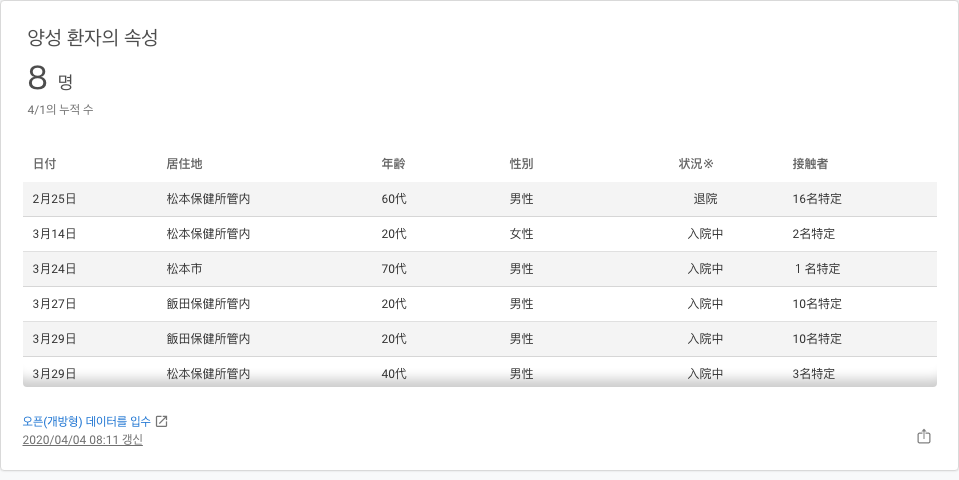 양성 환자의 속성
8 명
4/1의 누적 수
日付 居住地 年齢 性別 状況※ 接触者
2月25日 松本保健所管内 60代 男性 退院 16名特定
3月14日 松本保健所管内 20代 女性 入院中 2名特定
3月24日 松本市 70代 男性 入院中 1 名特定
3月27日 飯田保健所管内 20代 男性 入院中 10名特定
3月29日 飯田保健所管内 20代 男性 入院中 10名特定
3月29日 松本保健所管内 40代 男性 入院中 3名特定
오픈(개방형) 데이터를 입수
2020/04/04 08:11 갱신